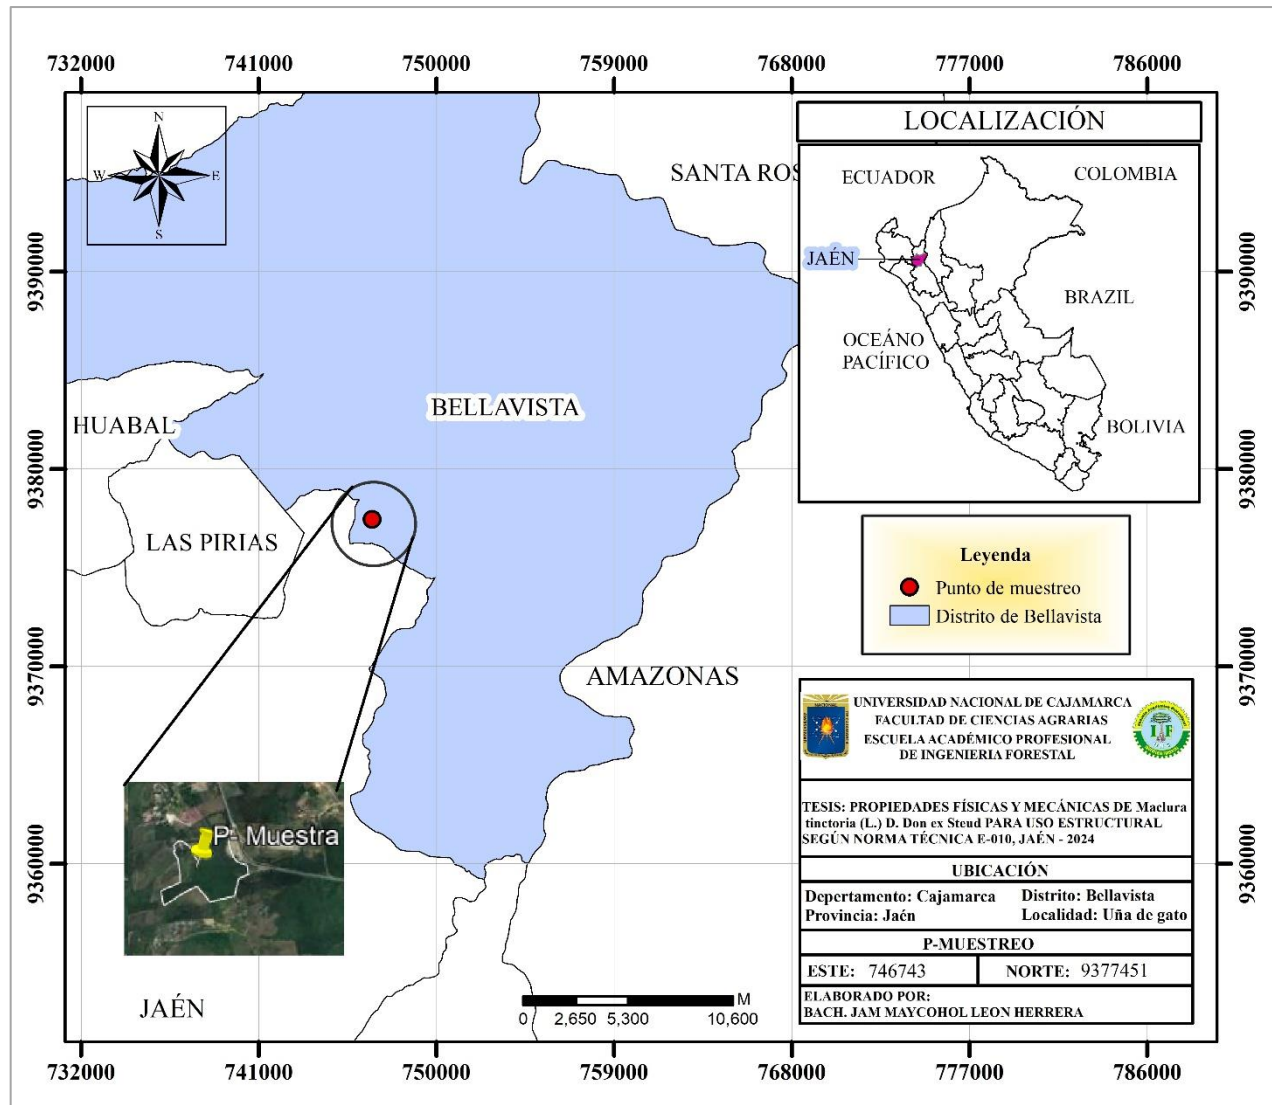 732000 741000 750000 759000 768000 777000 786000
N
W E
S
9390000
9380000
9370000
9360000
SANTA ROS
HUABAL
BELLAVISTA
LAS PIRIAS
AMAZONAS
P- Muestra
JAÉN
M
0 2,650 5,300 10,600
LOCALIZACIÓN
ECUADOR
COLOMBIA
JAÉN
BRAZIL
OCEÁNO
PACÍFICO
BOLIVIA
Leyenda
Punto de muestreo
Distrito de Bellavista
UNIVERSIDAD NACIONAL DE CAJAMARCA
FACULTAD DE CIENCIAS AGRARIAS
ESCUELA ACADÉMICO PROFESIONAL
DE INGENIERIA FORESTAL
TESIS: PROPIEDADES FÍSICAS Y MECÁNICAS DE Maclura
tinctoria (L.) D. Don ex Steud PARA USO ESTRUCTURAL
SEGÚN NORMA TÉCNICA E-010, JAÉN - 2024
UBICACIÓN
Departamento: Cajamarca Distrito: Bellavista
Provincia: Jaén Localidad: Uña de gato
P-MUESTREO
ESTE: 746743 NORTE: 9377451
ELABORADO POR:
BACH. JAM MAYCOHOL LEON HERRERA
9390000
9380000
9370000
9360000
732000 741000 750000 759000 768000 777000 786000